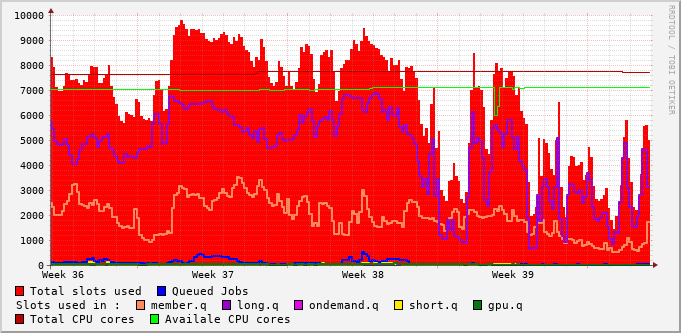 10000
9000
8000
7000
6000
5000
4000
3000
2000
1000
0
Week 36 Week 37 Week 38 Week 39
Total slots used Queued Jobs
Slots used in : member.q long.q ondemand.q short.q gpu.q
Total CPU cores Availale CPU cores
RRDTOOL / TOBI OETIKER